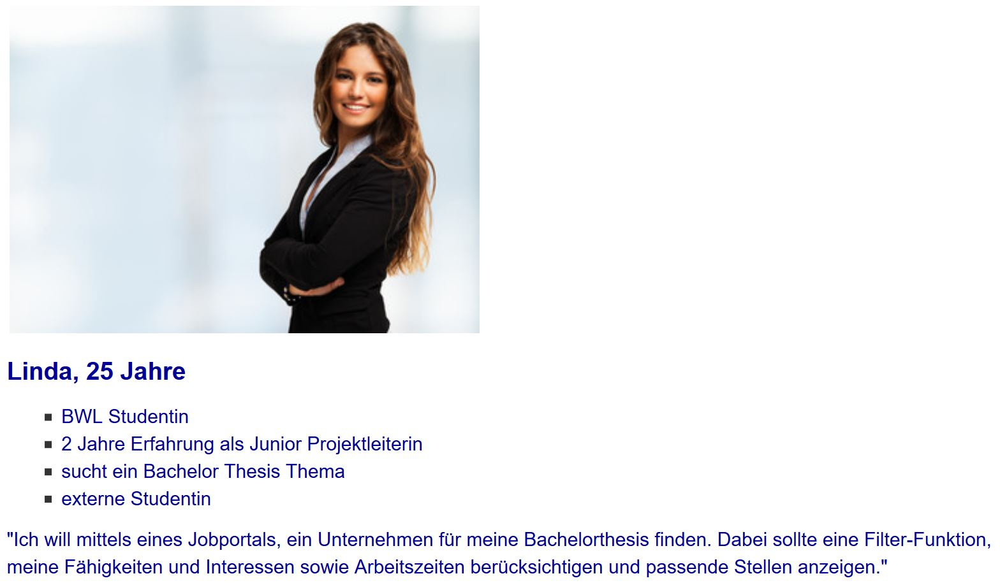 Linda, 25 Jahre
BWL Studentin
2 Jahre Erfahrung als Junior Projektleiterin
sucht ein Bachelor Thesis Thema
externe Studentin
"Ich will mittels eines Jobportals, ein Unternehmen für meine Bachelorthesis finden. Dabei sollte eine Filter-Funktion,
meine Fähigkeiten und Interessen sowie Arbeitszeiten berücksichtigen und passende Stellen anzeigen."